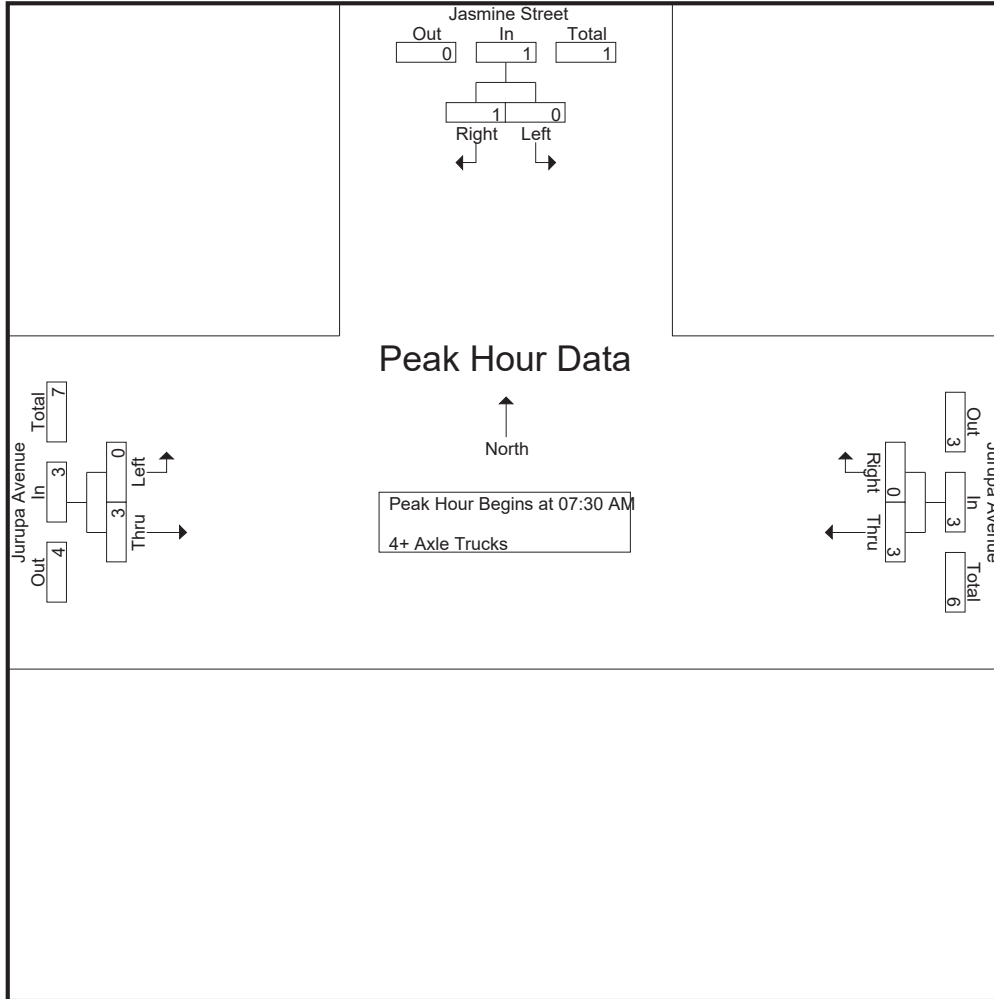 Jasmine Street
Out In Total
0 1 1
1 0
Right Left
Peak Hour Data
North
Peak Hour Begins at 07:30 AM
4+ Axle Trucks
Jurupa Avenue
Out In Total
4 3 7
0 3
Left Thru
Jurupa Avenue
Out In Total
3 3 6
0 3
Right Thru